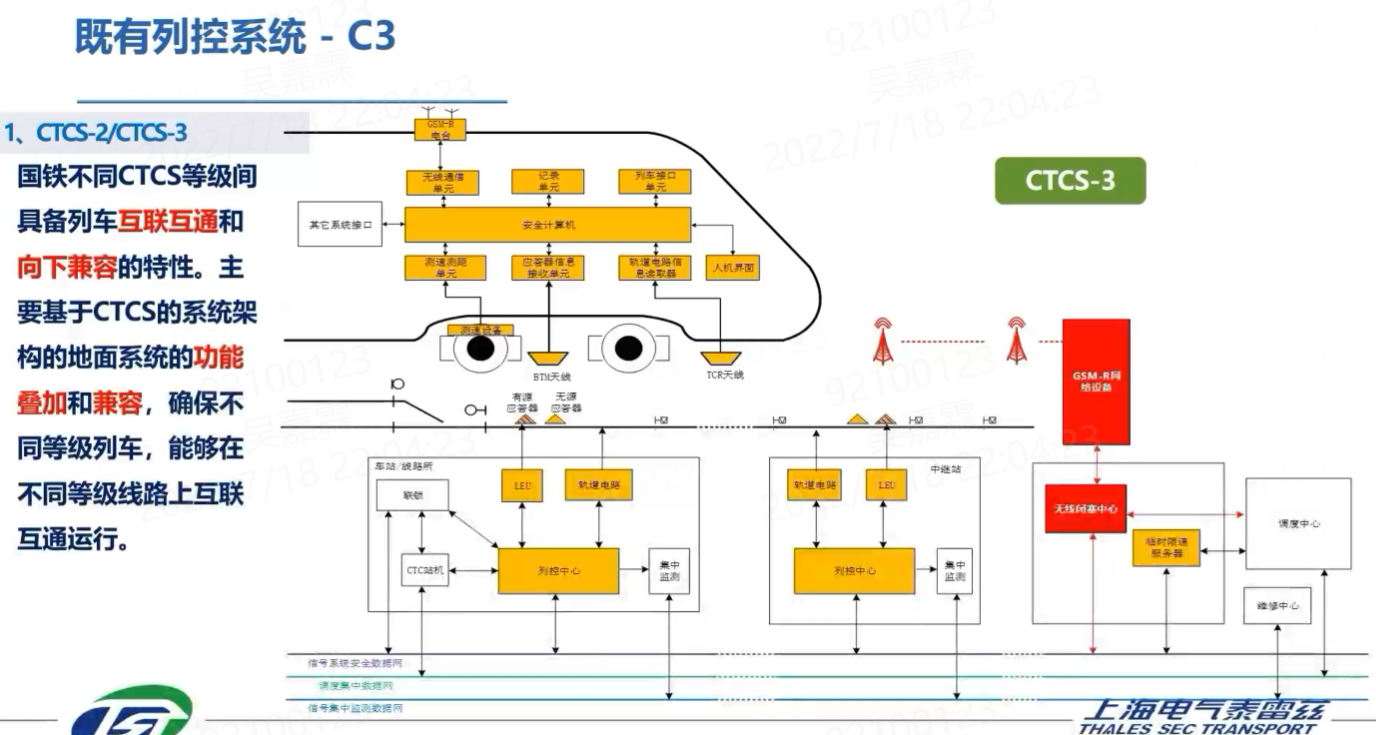 既有列控系统 - C3
1、CTCS-2/CTCS-3
国铁不同CTCS等级间
具备列车互联互通和
向下兼容的特性。主
要基于CTCS的系统架
构的地面系统的功能
叠加和兼容，确保不
同等级列车，能够在
不同等级线路上互联
互通运行。
CTCS-3
GSM-R
电台
无线通信
单元
记录
单元
列车接口
单元
其它系统接口
安全计算机
测速测距
单元
应答器信息
接收单元
轨道电路信
息读取器
人机界面
测速设备
BTM天线
TCR天线
有源
应答器
无源
应答器
GSM-R网
络设备
车站/线路所
联锁
LEU
轨道电路
CTC站机
列控中心
集中
监测
中继站
轨道电路
LEU
列控中心
集中
监测
无线闭塞中心
临时限速
服务器
调度中心
维修中心
信号系统安全数据网
调度集中数据网
信号集中监测数据网
上海电气泰雷兹
THALES SEC TRANSPORT
92100123
吴嘉霖
2022/7/18 22:04:23